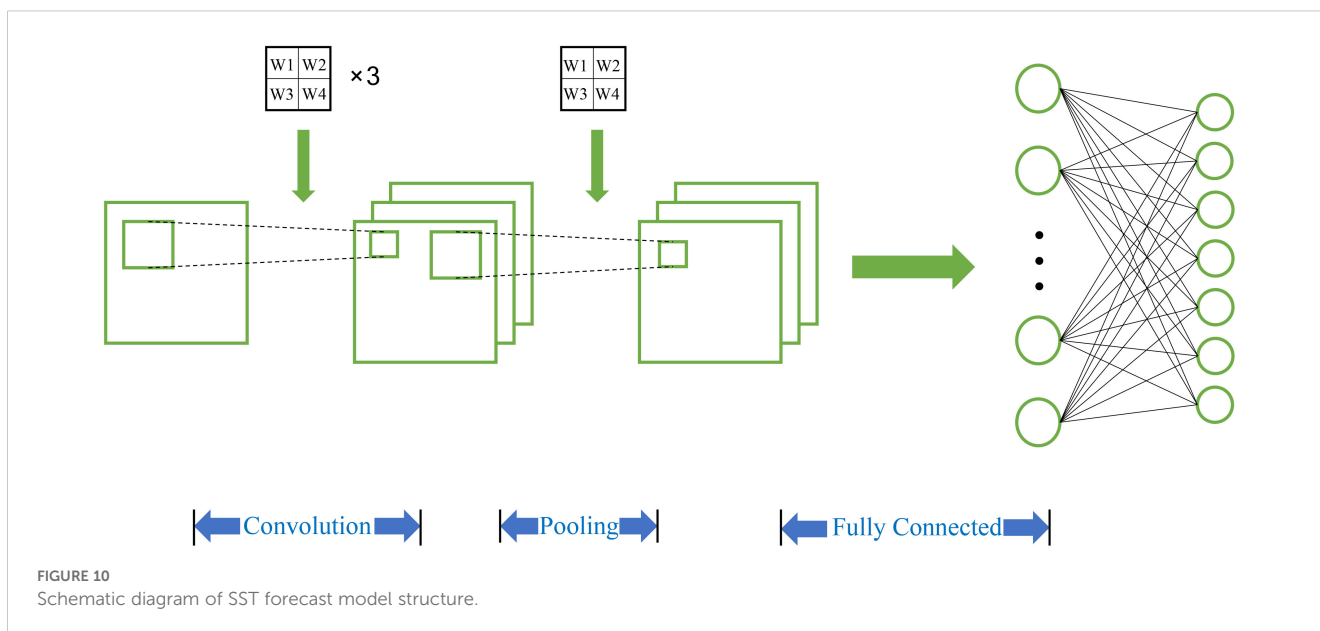 W1 W2 ×3
W3 W4
W1 W2
W3 W4
Convolution
Pooling
Fully Connected
FIGURE 10
Schematic diagram of SST forecast model structure.